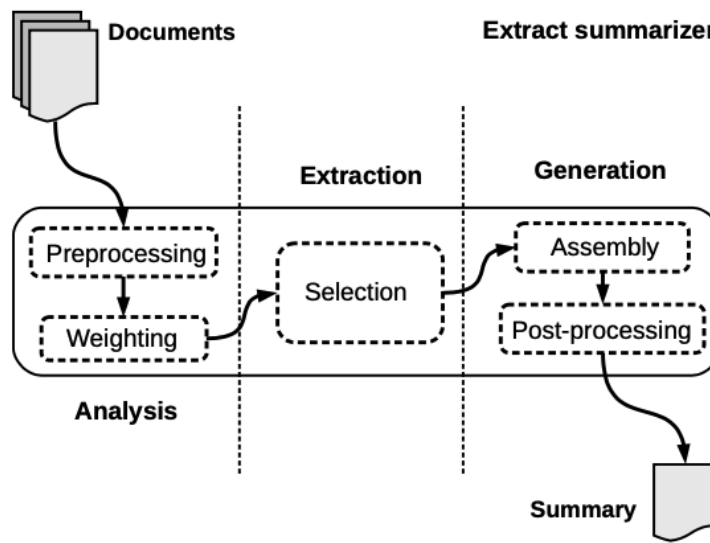 Documents
Extract summarizer
Extraction
Generation
Preprocessing
Assembly
Selection
Weighting
Post-processing
Analysis
Summary